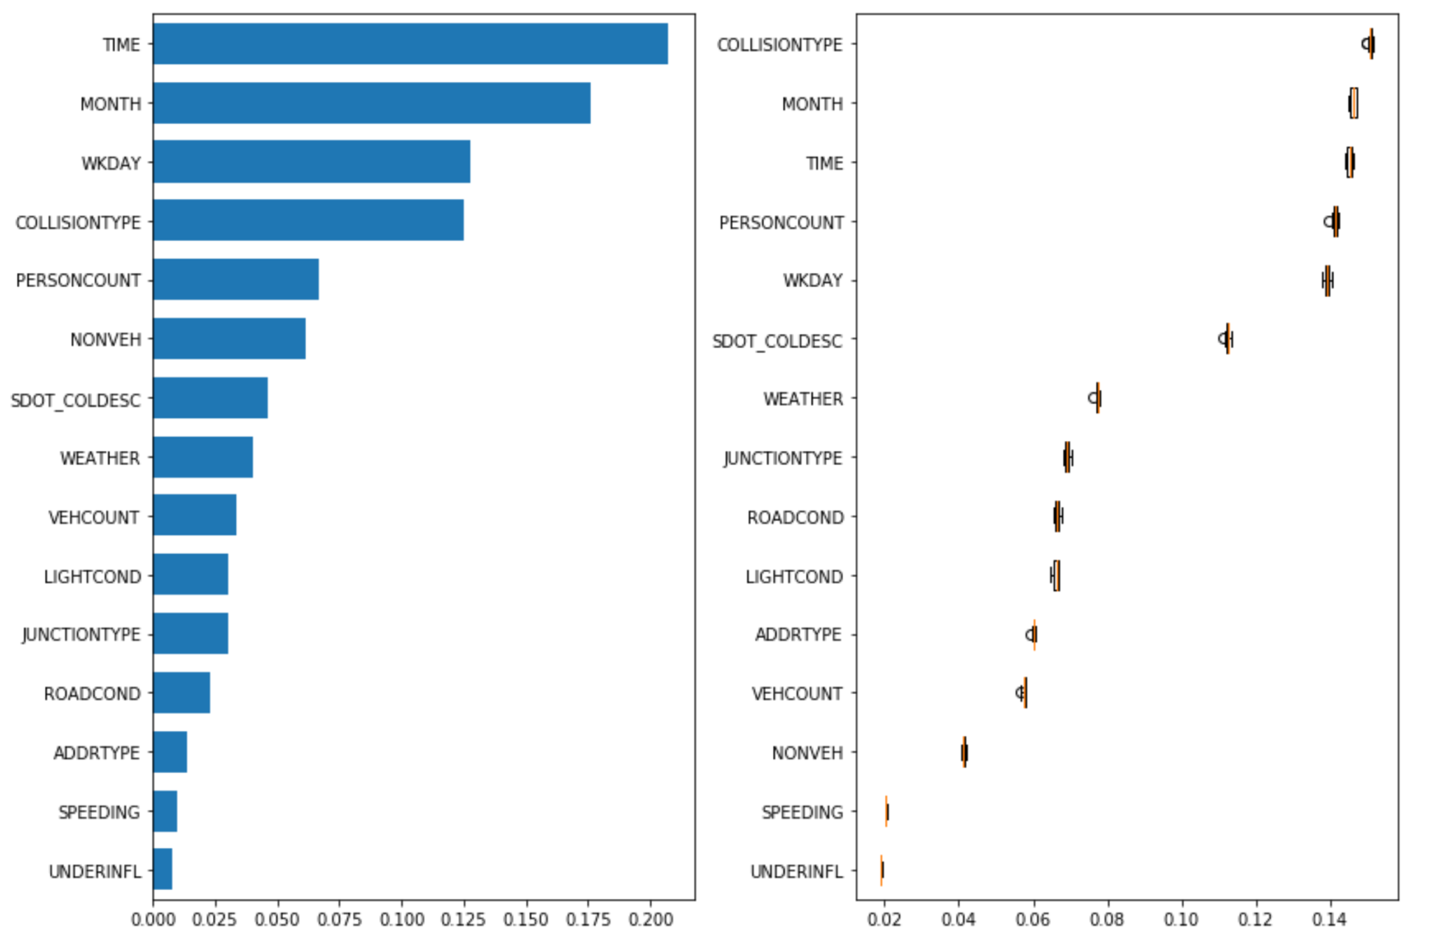 TIME
MONTH
WKDAY
COLLISIONTYPE
PERSONCOUNT
NONVEH
SDOT_COLDESC
WEATHER
VEHCOUNT
LIGHTCOND
JUNCTIONTYPE
ROADCOND
ADDRTYPE
SPEEDING
UNDERINFL
0.000 0.025 0.050 0.075 0.100 0.125 0.150 0.175 0.200
COLLISIONTYPE
MONTH
TIME
PERSONCOUNT
WKDAY
SDOT_COLDESC
WEATHER
JUNCTIONTYPE
ROADCOND
LIGHTCOND
ADDRTYPE
VEHCOUNT
NONVEH
SPEEDING
UNDERINFL
0.02 0.04 0.06 0.08 0.10 0.12 0.14